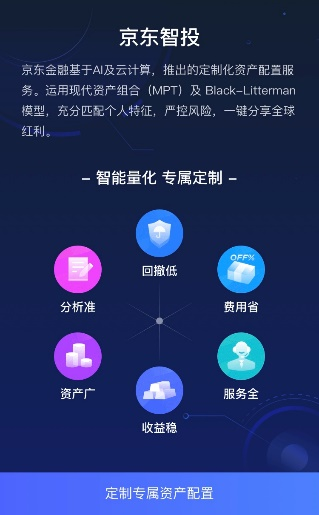 京东智投
京东金融基于AI及云计算，推出的定制化资产配置服
务。运用现代资产组合（MPT）及 Black-Litterman
模型，充分匹配个人特征，严控风险，一键分享全球
红利。
– 智能量化 专属定制 –
回撤低
OFF%
分析准
费用省
资产广
服务全
收益稳
定制专属资产配置